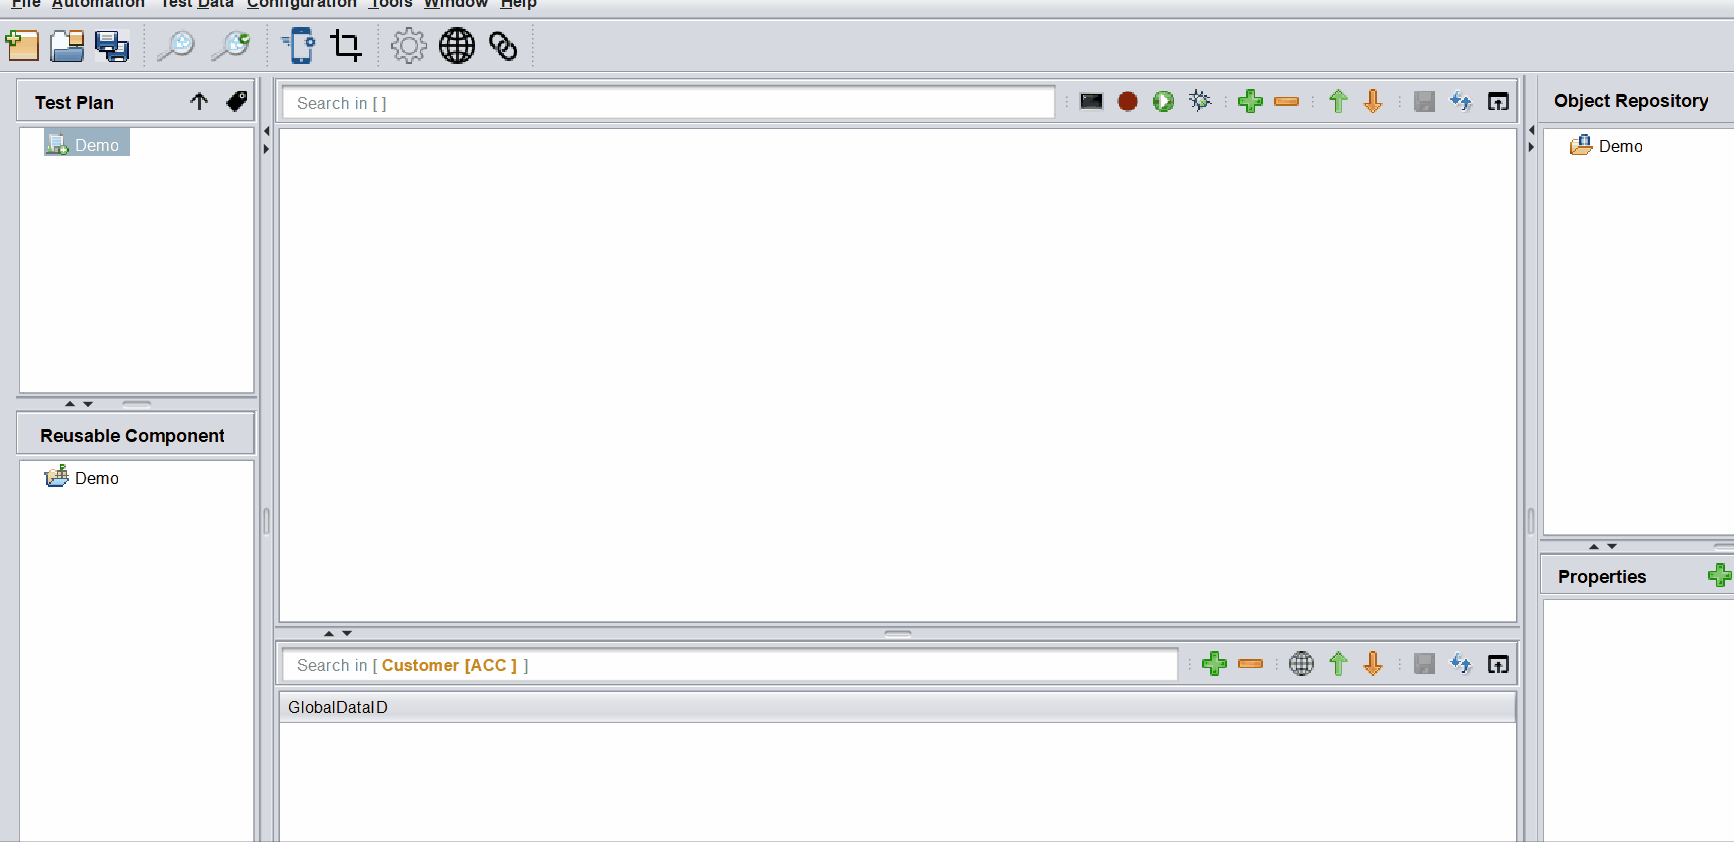 File Automation Test Data Configuration Tools Window Help
Test Plan
Search in [ ]
Object Repository
Demo
Demo
Reusable Component
Demo
Properties
Search in [ Customer [ACC ] ]
GlobalDataID